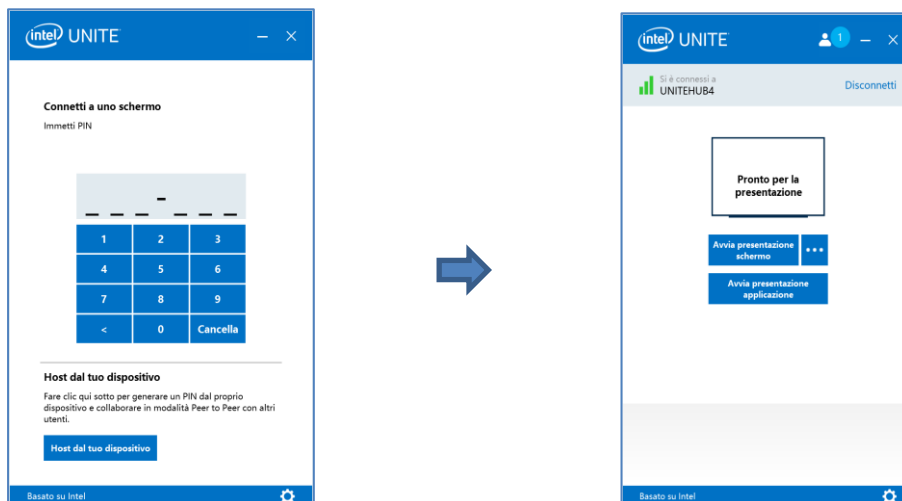 intel UNITE
Connetti a uno schermo
Immetti PIN
_ _ _ - _ _ _
1 2 3
4 5 6
7 8 9
< 0 Cancella
Host dal tuo dispositivo
Fare clic qui sotto per generare un PIN dal proprio
dispositivo e collaborare in modalità Peer to Peer con altri
utenti.
Host dal tuo dispositivo
Basato su Intel
intel UNITE 1
Si è connessi a
UNITEHUB4
Disconnetti
Pronto per la
presentazione
Avvia presentazione
schermo
...
Avvia presentazione
applicazione
Basato su Intel